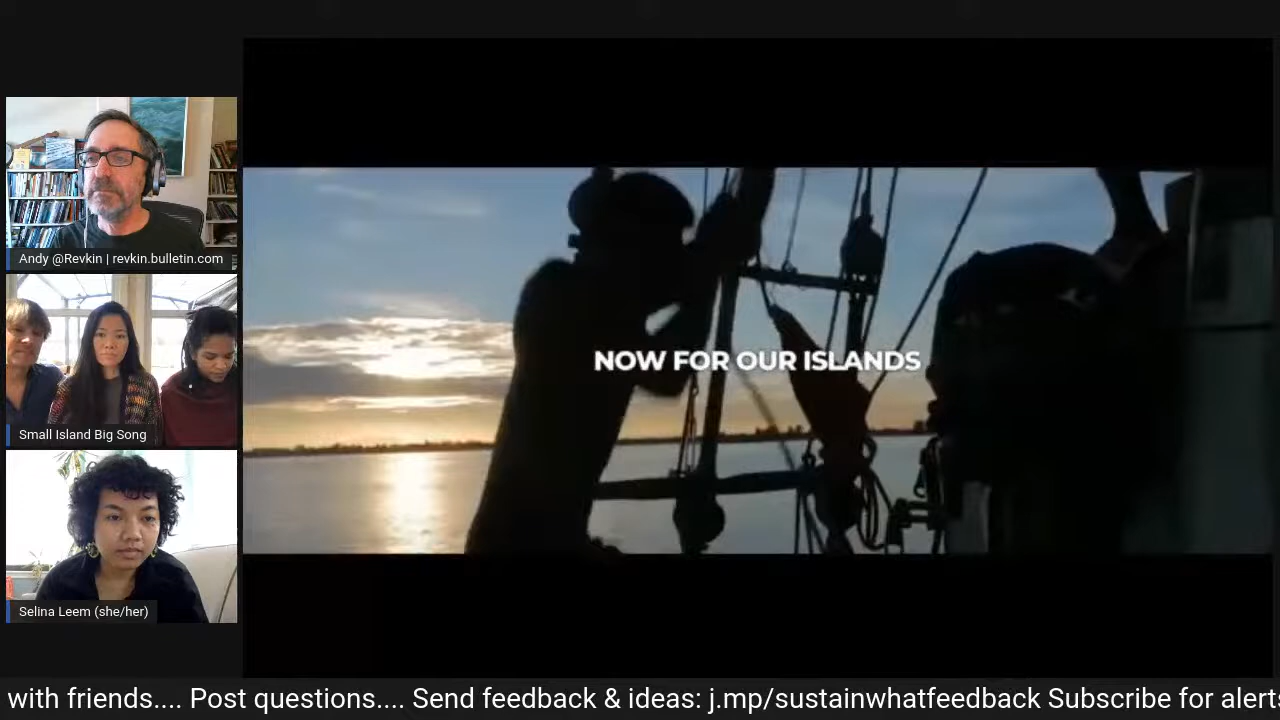 Andy @Revkin | revkin.bulletin.com
Small Island Big Song
Selina Leem (she/her)
NOW FOR OUR ISLANDS
with friends.... Post questions.... Send feedback & ideas: j.mp/sustainwhatfeedback Subscribe for alerts